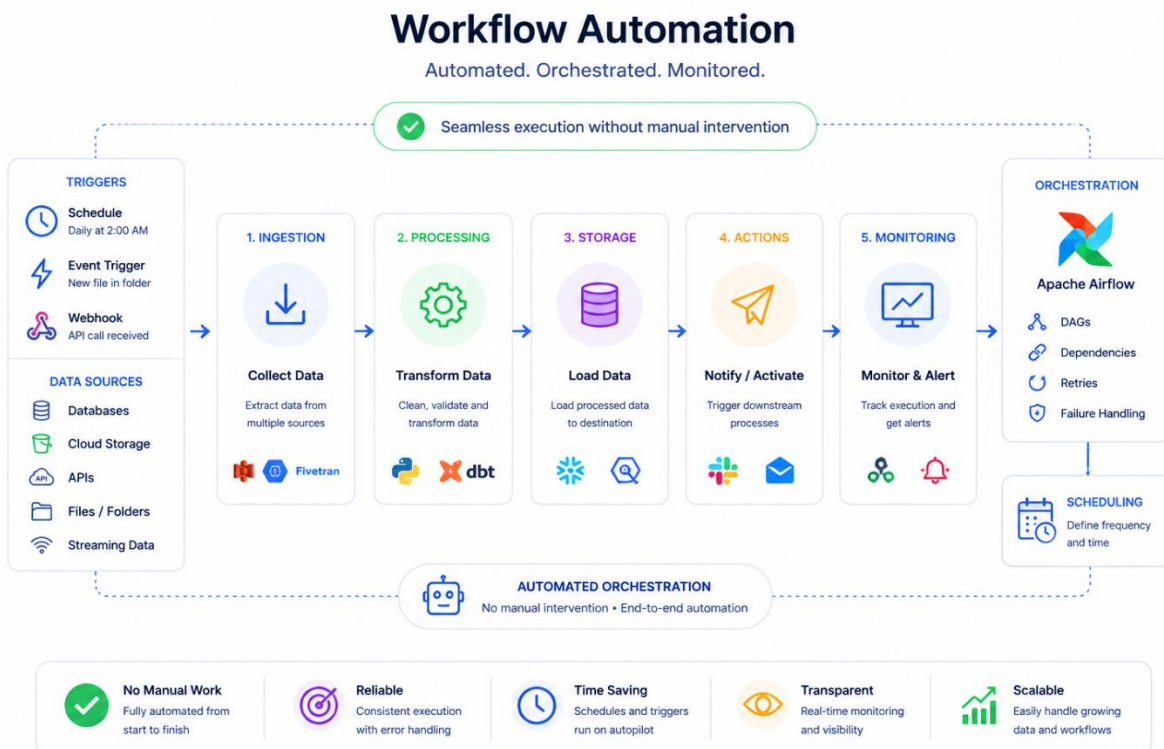 Workflow Automation
Automated. Orchestrated. Monitored.
Seamless execution without manual intervention
TRIGGERS
Schedule
Daily at 2:00 AM
Event Trigger
New file in folder
Webhook
API call received
DATA SOURCES
Databases
Cloud Storage
API
APIs
Files / Folders
Streaming Data
1. INGESTION
Collect Data
Extract data from
multiple sources
Fivetran
2. PROCESSING
Transform Data
Clean, validate and
transform data
dbt
3. STORAGE
Load Data
Load processed data
to destination
4. ACTIONS
Notify / Activate
Trigger downstream
processes
5. MONITORING
Monitor & Alert
Track execution and
get alerts
ORCHESTRATION
Apache Airflow
DAGs
Dependencies
Retries
Failure Handling
SCHEDULING
Define frequency
and time
AUTOMATED ORCHESTRATION
No manual intervention • End-to-end automation
No Manual Work
Fully automated from
start to finish
Reliable
Consistent execution
with error handling
Time Saving
Schedules and triggers
run on autopilot
Transparent
Real-time monitoring
and visibility
Scalable
Easily handle growing
data and workflows